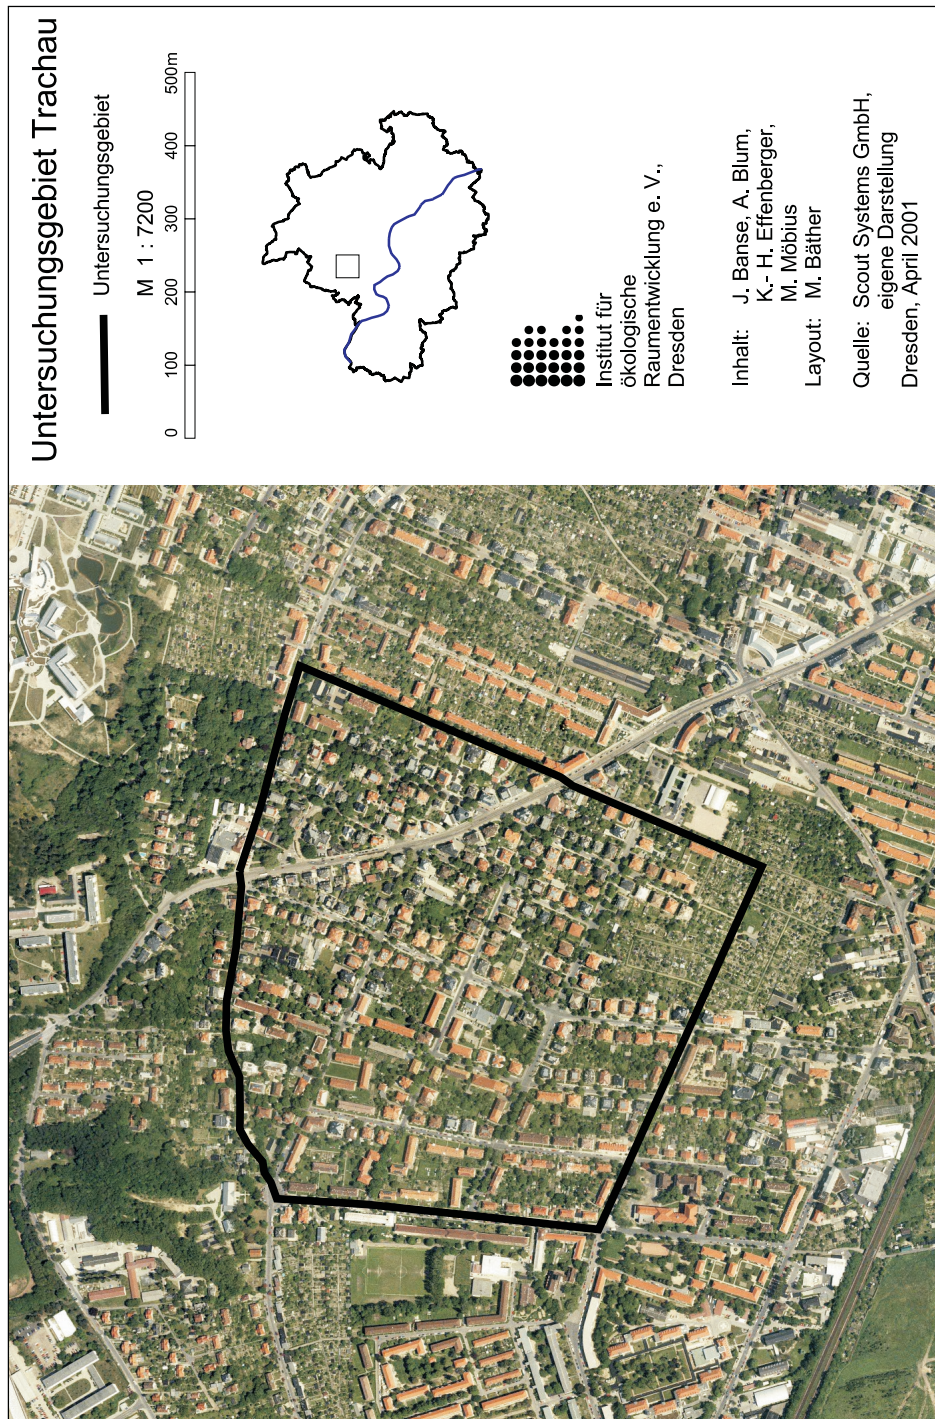 Untersuchungsgebiet Trachau
Untersuchungsgebiet
M 1 : 7200
0 100 200 300 400 500m
Institut für
ökologische
Raumentwicklung e. V.,
Dresden
Inhalt: J. Banse, A. Blum,
K.- H. Effenberger,
M. Möbius
Layout: M. Bäther
Quelle: Scout Systems GmbH,
eigene Darstellung
Dresden, April 2001